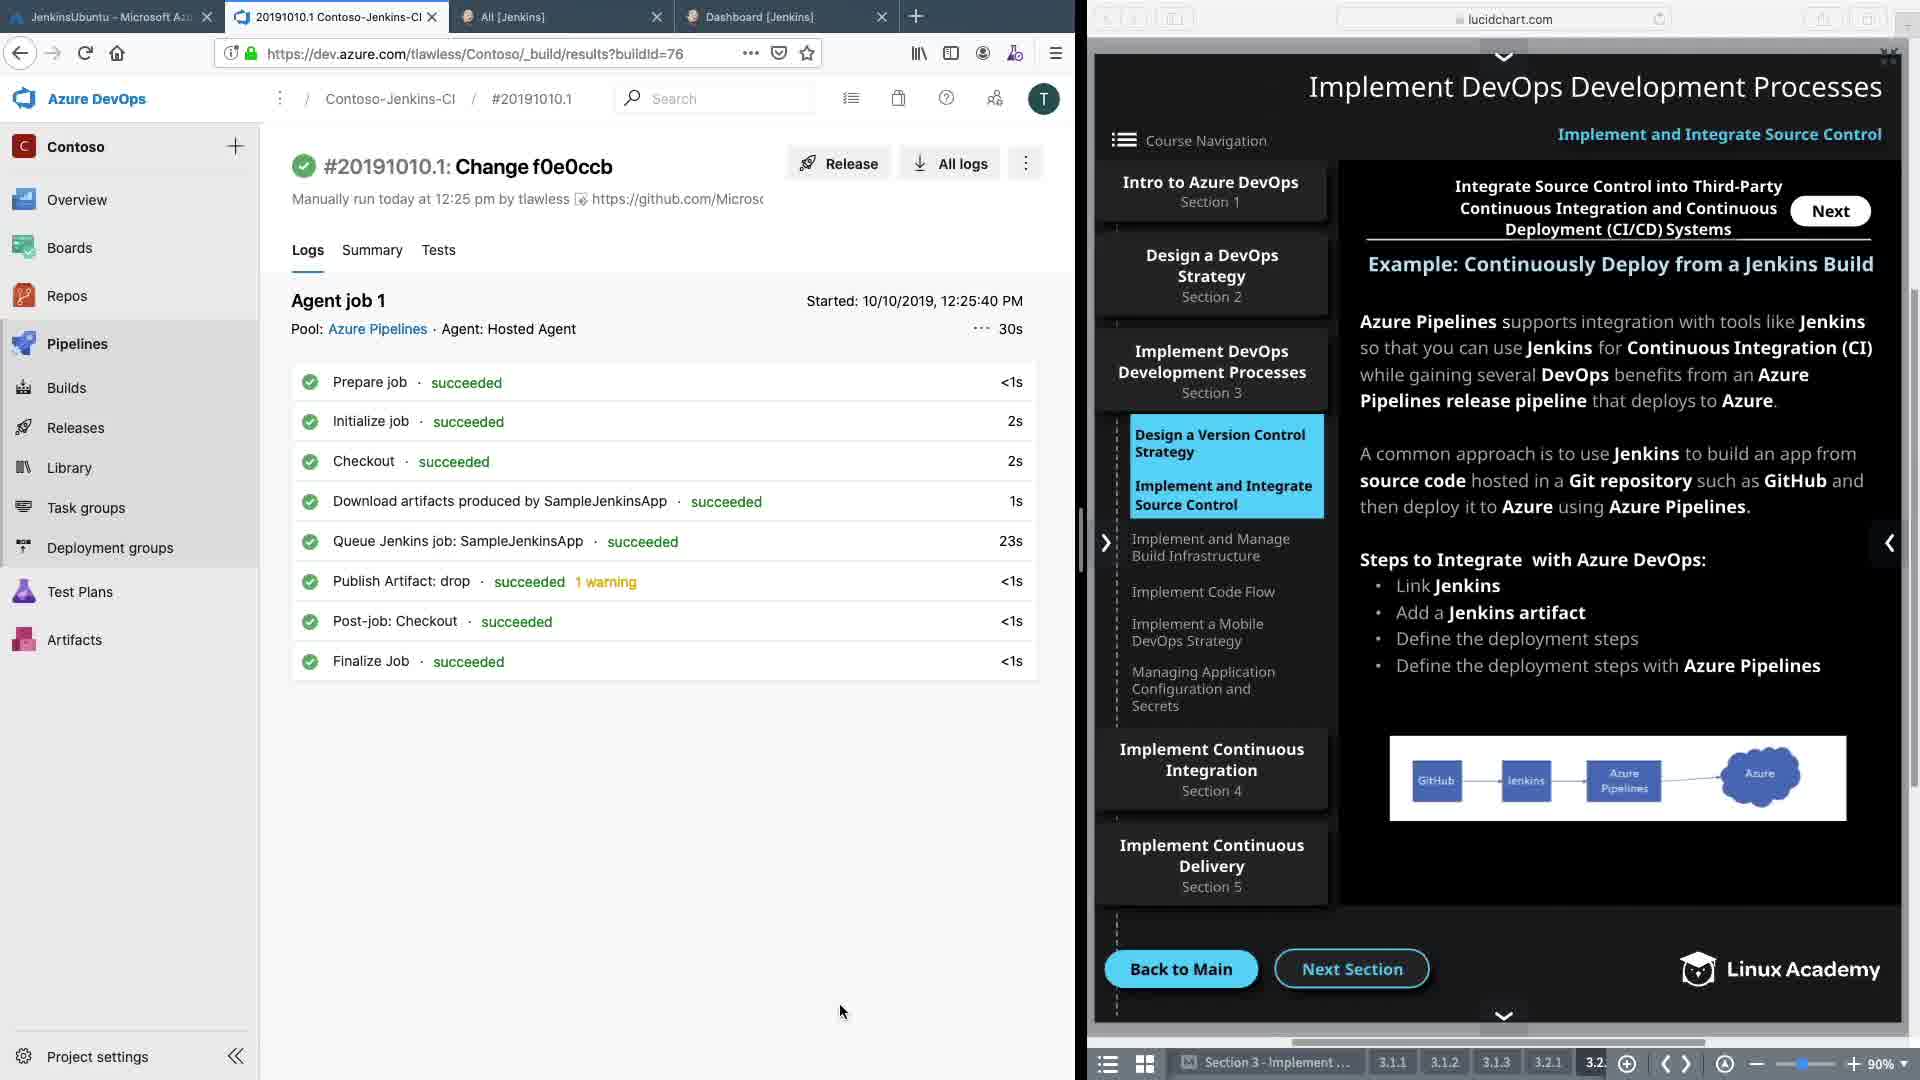 JenkinsUbuntu - Microsoft Az
20191010.1 Contoso-Jenkins-CI
All [Jenkins]
Dashboard [Jenkins]
https://dev.azure.com/tlawless/Contoso/_build/results?buildId=76
Azure DevOps
/ Contoso-Jenkins-CI / #20191010.1
Search
T
C Contoso
Overview
Boards
Repos
Pipelines
Builds
Releases
Library
Task groups
Deployment groups
Test Plans
Artifacts
Project settings
#20191010.1: Change f0e0ccb
Manually run today at 12:25 pm by tlawless https://github.com/Microsc
Release
All logs
Logs
Summary
Tests
Agent job 1
Started: 10/10/2019, 12:25:40 PM
Pool: Azure Pipelines · Agent: Hosted Agent
30s
Prepare job · succeeded <1s
Initialize job · succeeded 2s
Checkout · succeeded 2s
Download artifacts produced by SampleJenkinsApp · succeeded 1s
Queue Jenkins job: SampleJenkinsApp · succeeded 23s
Publish Artifact: drop · succeeded 1 warning <1s
Post-job: Checkout · succeeded <1s
Finalize Job · succeeded <1s
lucidchart.com
Implement DevOps Development Processes
Course Navigation
Implement and Integrate Source Control
Intro to Azure DevOps
Section 1
Design a DevOps
Strategy
Section 2
Implement DevOps
Development Processes
Section 3
Design a Version Control
Strategy
Implement and Integrate
Source Control
Implement and Manage
Build Infrastructure
Implement Code Flow
Implement a Mobile
DevOps Strategy
Managing Application
Configuration and
Secrets
Implement Continuous
Integration
Section 4
Implement Continuous
Delivery
Section 5
Integrate Source Control into Third-Party
Continuous Integration and Continuous
Deployment (CI/CD) Systems
Next
Example: Continuously Deploy from a Jenkins Build
Azure Pipelines supports integration with tools like Jenkins
so that you can use Jenkins for Continuous Integration (CI)
while gaining several DevOps benefits from an Azure
Pipelines release pipeline that deploys to Azure.
A common approach is to use Jenkins to build an app from
source code hosted in a Git repository such as GitHub and
then deploy it to Azure using Azure Pipelines.
Steps to Integrate with Azure DevOps:
• Link Jenkins
• Add a Jenkins artifact
• Define the deployment steps
• Define the deployment steps with Azure Pipelines
GitHub
Jenkins
Azure
Pipelines
Azure
Back to Main
Next Section
Linux Academy
Section 3 - Implement ...
3.1.1
3.1.2
3.1.3
3.2.1
3.2.
90%